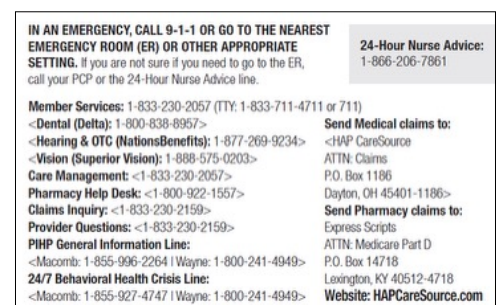 IN AN EMERGENCY, CALL 9-1-1 OR GO TO THE NEAREST
EMERGENCY ROOM (ER) OR OTHER APPROPRIATE
SETTING. If you are not sure if you need to go to the ER,
call your PCP or the 24-Hour Nurse Advice line.
24-Hour Nurse Advice:
1-866-206-7861
Member Services: 1-833-230-2057 (TTY: 1-833-711-4711 or 711)
<Dental (Delta): 1-800-838-8957>
<Hearing & OTC (NationsBenefits): 1-877-269-9234>
<Vision (Superior Vision): 1-888-575-0203>
Care Management: <1-833-230-2057>
Pharmacy Help Desk: <1-800-922-1557>
Claims Inquiry: <1-833-230-2159>
Provider Questions: <1-833-230-2159>
PIHP General Information Line:
<Macomb: 1-855-996-2264 | Wayne: 1-800-241-4949>
24/7 Behavioral Health Crisis Line:
<Macomb: 1-855-927-4747 | Wayne: 1-800-241-4949>
Send Medical claims to:
<HAP CareSource
ATTN: Claims
P.O. Box 1186
Dayton, OH 45401-1186>
Send Pharmacy claims to:
Express Scripts
ATTN: Medicare Part D
P.O. Box 14718
Lexington, KY 40512-4718
Website: HAPCareSource.com